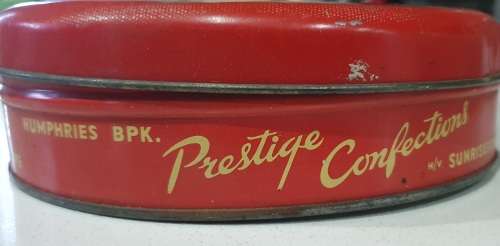 HUMPHRIES BPK.
Prestige Confections
H/V SUNRISE